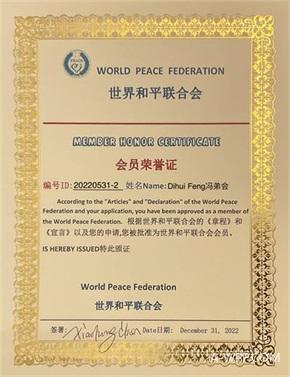 WORLD PEACE FEDERATION
世界和平联合会
MEMBER HONOR CERTIFICATE
会员荣誉证
编号ID:20220531-2 姓名Name:Dihui Feng冯弟会
According to the "Articles" and "Declaration" of the World Peace
Federation and your application, you have been approved as a member of
the World Peace Federation. 根据世界和平联合会的《章程》和
《宣言》以及您的申请,您被批准为世界和平联合会会员。
IS HEREBY ISSUED特此颁证
World Peace Federation
世界和平联合会
签署: Date日期: December 31, 2022